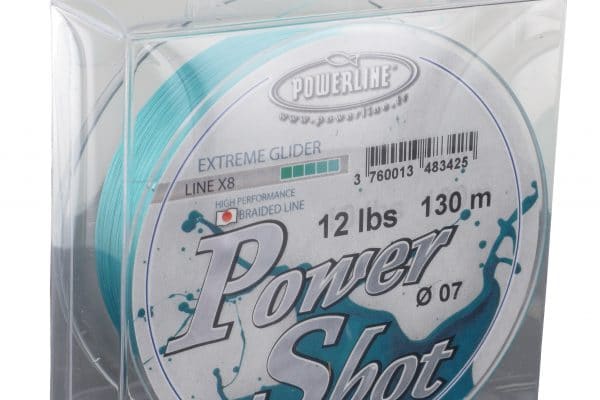 POWERLINE®
www.powerline.fr
EXTREME GLIDER
LINE X8
HIGH PERFORMANCE
BRAIDED LINE
3 760013 483425
12 lbs 130 m
Power
Ø 07
Shot